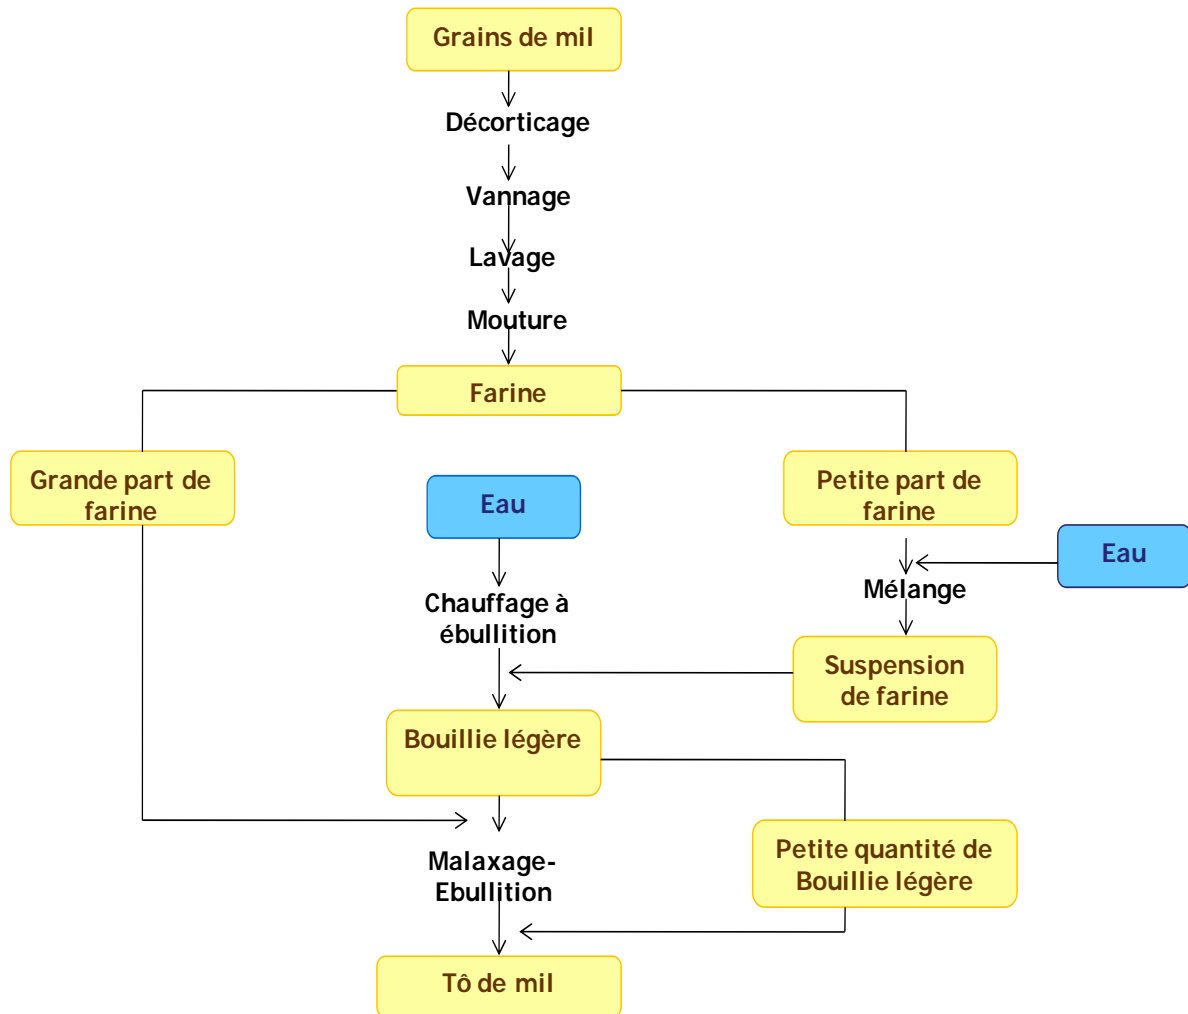 Grains de mil
Décorticage
Vannage
Lavage
Mouture
Farine
Grande part de
farine
Eau
Petite part de
farine
Eau
Chauffage à
ébullition
Mélange
Suspension
de farine
Bouillie légère
Petite quantité de
Bouillie légère
Malaxage-
Ebullition
Tô de mil